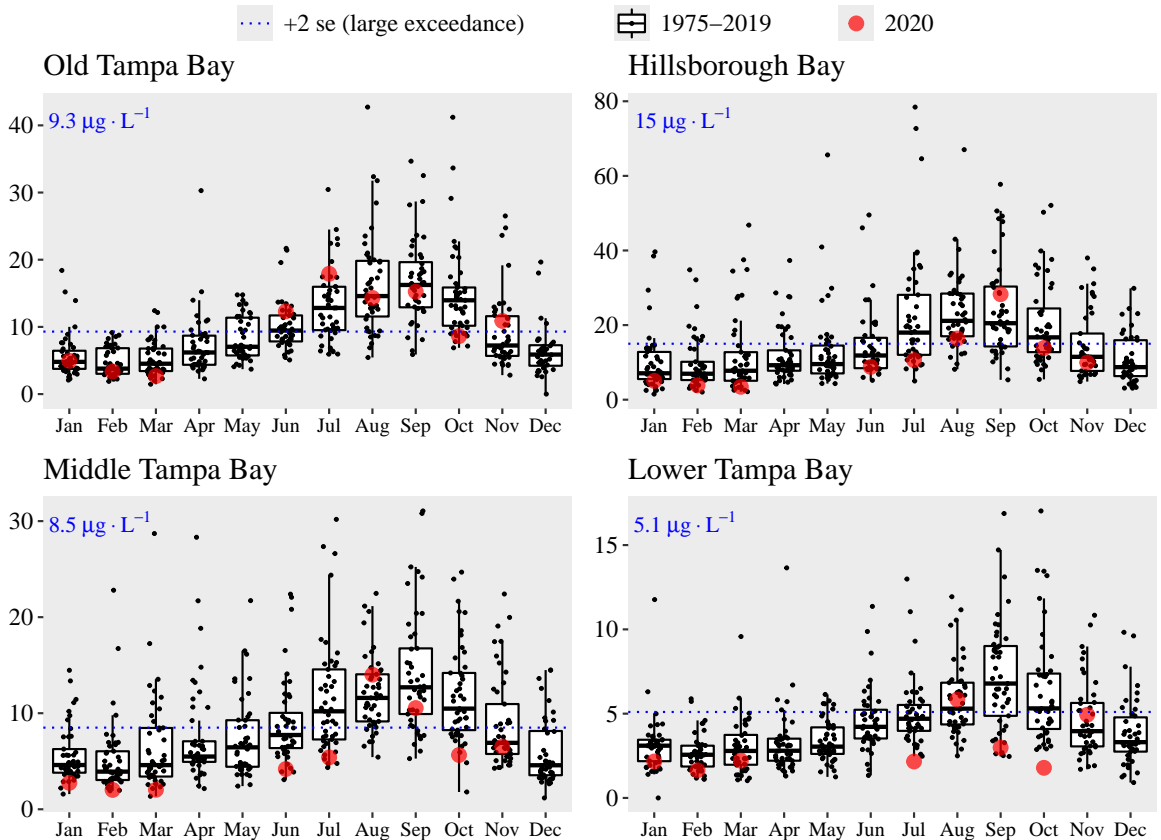 +2 se (large exceedance) 1975–2019 2020
Old Tampa Bay
9.3 μg · L⁻¹
40
30
20
10
0
Jan Feb Mar Apr May Jun Jul Aug Sep Oct Nov Dec
Hillsborough Bay
15 μg · L⁻¹
80
60
40
20
0
Jan Feb Mar Apr May Jun Jul Aug Sep Oct Nov Dec
Middle Tampa Bay
8.5 μg · L⁻¹
30
20
10
0
Jan Feb Mar Apr May Jun Jul Aug Sep Oct Nov Dec
Lower Tampa Bay
5.1 μg · L⁻¹
15
10
5
0
Jan Feb Mar Apr May Jun Jul Aug Sep Oct Nov Dec